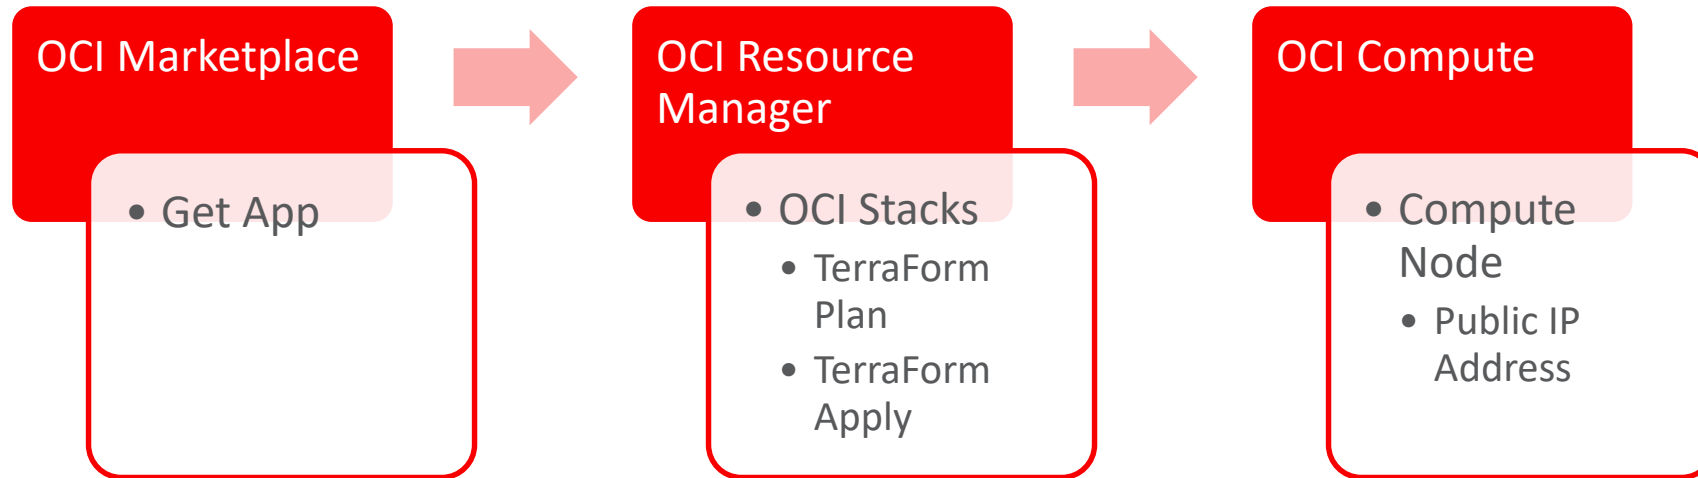 OCI Marketplace
• Get App
OCI Resource
Manager
• OCI Stacks
• TerraForm
Plan
• TerraForm
Apply
OCI Compute
• Compute
Node
• Public IP
Address